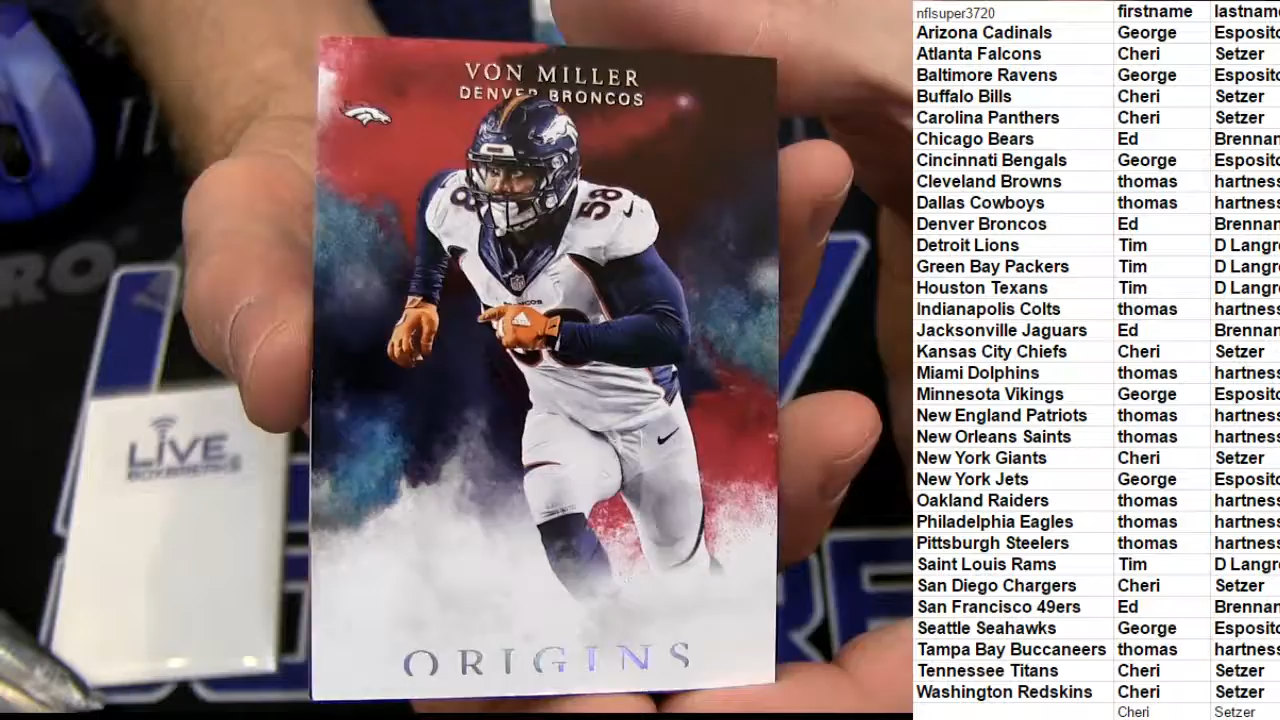 VON MILLER
DENVER BRONCOS
58
ORIGINS
LIVE
nflsuper3720 firstname lastname
Arizona Cadinals George Esposito
Atlanta Falcons Cheri Setzer
Baltimore Ravens George Esposito
Buffalo Bills Cheri Setzer
Carolina Panthers Cheri Setzer
Chicago Bears Ed Brennan
Cincinnati Bengals George Esposito
Cleveland Browns thomas hartness
Dallas Cowboys thomas hartness
Denver Broncos Ed Brennan
Detroit Lions Tim D Langre
Green Bay Packers Tim D Langre
Houston Texans Tim D Langre
Indianapolis Colts thomas hartness
Jacksonville Jaguars Ed Brennan
Kansas City Chiefs Cheri Setzer
Miami Dolphins thomas hartness
Minnesota Vikings George Esposito
New England Patriots thomas hartness
New Orleans Saints thomas hartness
New York Giants Cheri Setzer
New York Jets George Esposito
Oakland Raiders thomas hartness
Philadelphia Eagles thomas hartness
Pittsburgh Steelers thomas hartness
Saint Louis Rams Tim D Langre
San Diego Chargers Cheri Setzer
San Francisco 49ers Ed Brennan
Seattle Seahawks George Esposito
Tampa Bay Buccaneers thomas hartness
Tennessee Titans Cheri Setzer
Washington Redskins Cheri Setzer
Cheri Setzer